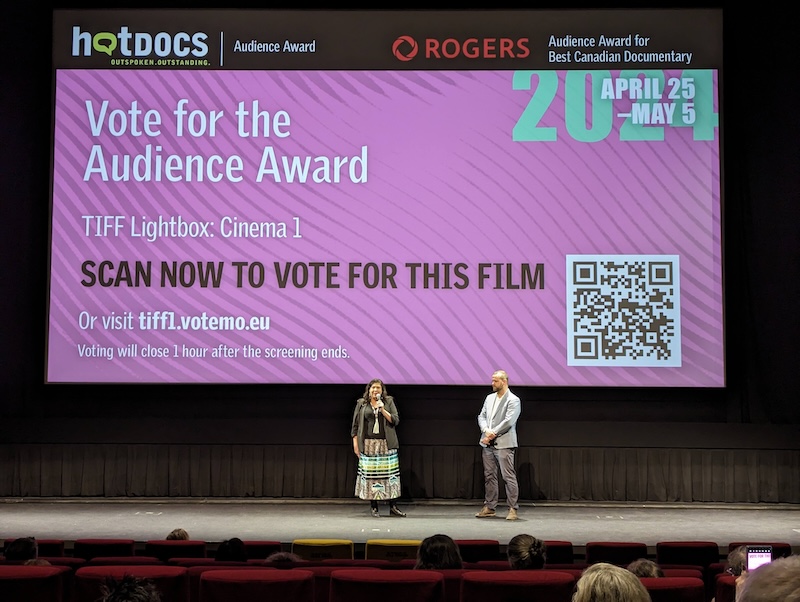 hotDOCS
OUTSPOKEN.OUTSTANDING.
Audience Award
ROGERS
Audience Award for
Best Canadian Documentary
2024
APRIL 25
–MAY 5
Vote for the
Audience Award
TIFF Lightbox: Cinema 1
SCAN NOW TO VOTE FOR THIS FILM
Or visit tiff1.votemo.eu
Voting will close 1 hour after the screening ends.